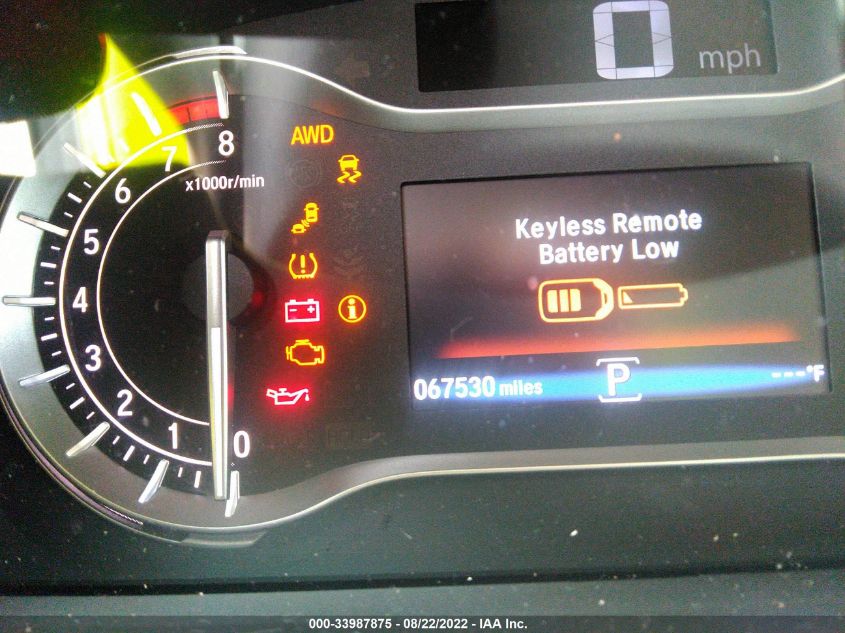 0 mph
AWD
8
7
6
5
4
3
2
1
0
x1000r/min
Keyless Remote
Battery Low
067530 miles
P
---°F
000-33987875 - 08/22/2022 - IAA Inc.